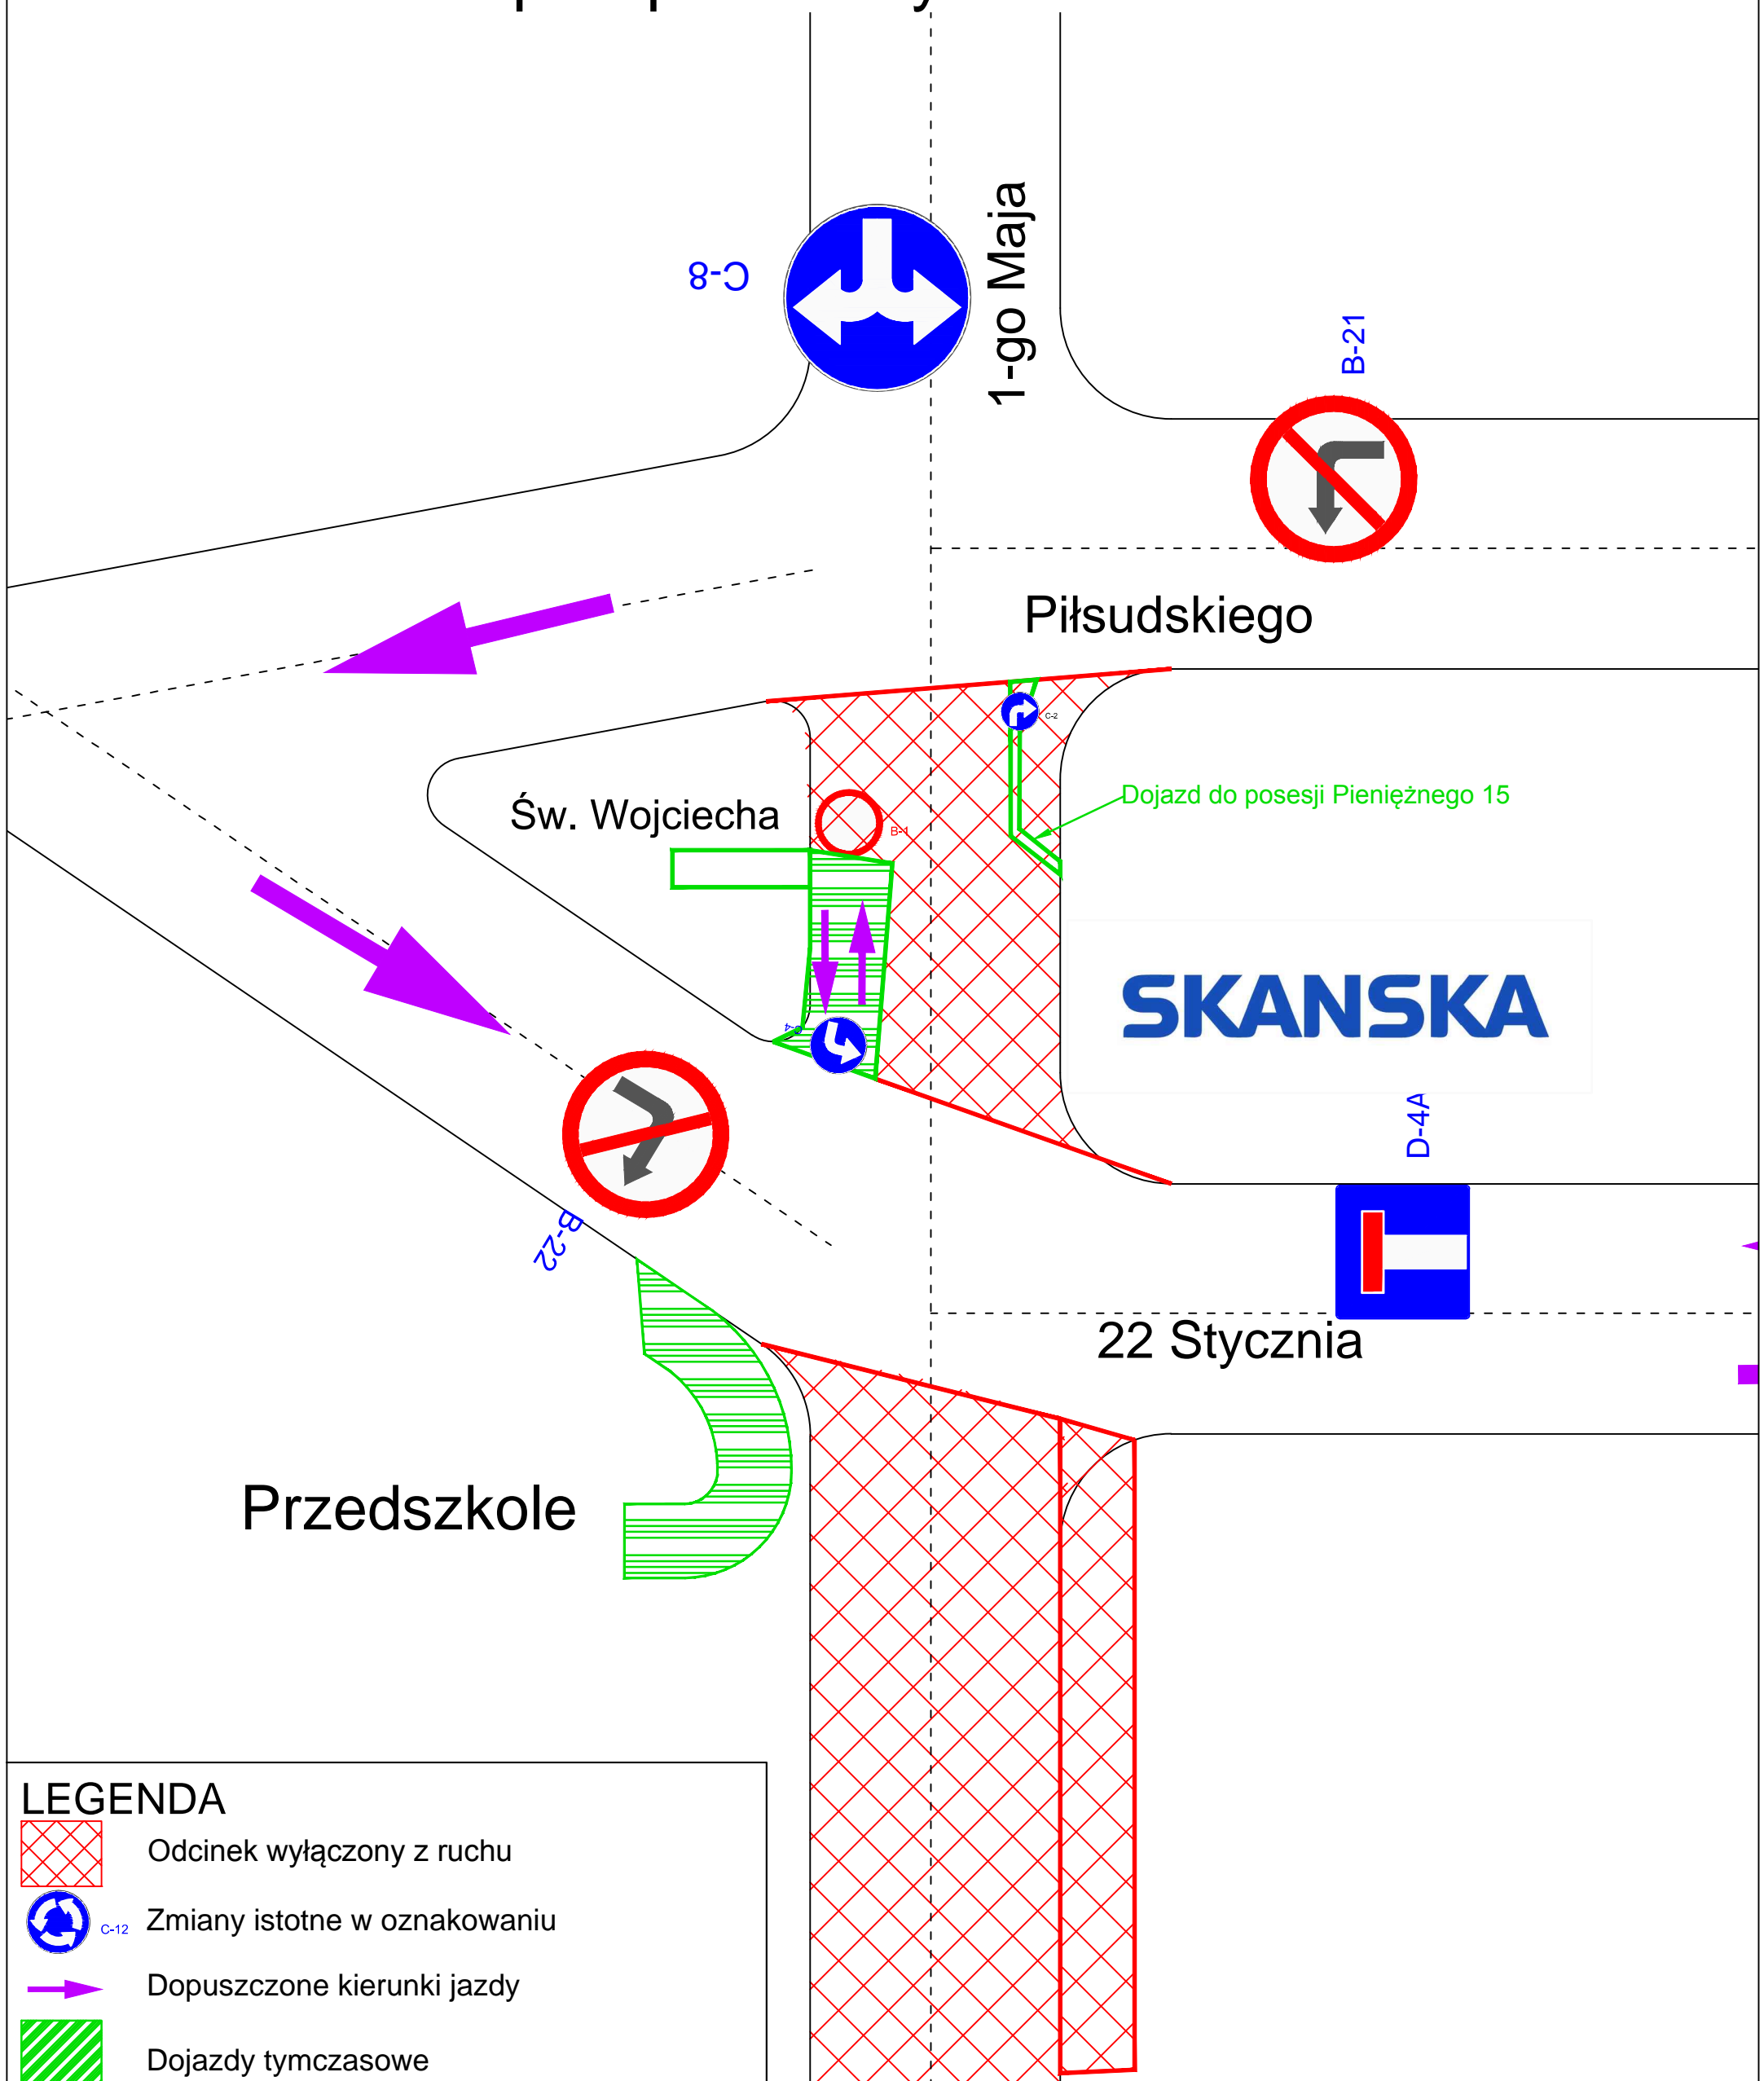 C-8
1-go Maja
B-21
Piłsudskiego
C-2
Św. Wojciecha
B-1
Dojazd do posesji Pieniężnego 15
SKANSKA
C-4
D-4A
B-22
22 Stycznia
Przedszkole
LEGENDA
Odcinek wyłączony z ruchu
C-12 Zmiany istotne w oznakowaniu
Dopuszczone kierunki jazdy
Dojazdy tymczasowe